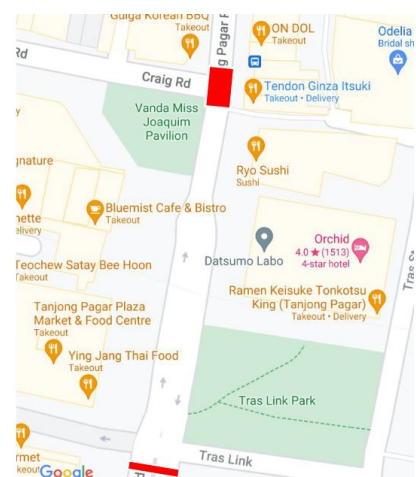 Guiga Korean BBQ
Takeout
g Pagar R
ON DOL
Takeout
Odelia
Bridal sh
Rd
Craig Rd
Tendon Ginza Itsuki
Takeout • Delivery
Vanda Miss
Joaquim
Pavilion
y
gnature
Ryo Sushi
Sushi
nette
elivery
Bluemist Cafe & Bistro
Takeout
Datsumo Labo
Orchid
4.0 ★ (1513)
4-star hotel
Tras S
Teochew Satay Bee Hoon
Takeout
Ramen Keisuke Tonkotsu
King (Tanjong Pagar)
Takeout • Delivery
Tanjong Pagar Plaza
Market & Food Centre
Takeout
Ying Jang Thai Food
Takeout
Tras Link Park
Tras Link
rmet
keout
Google